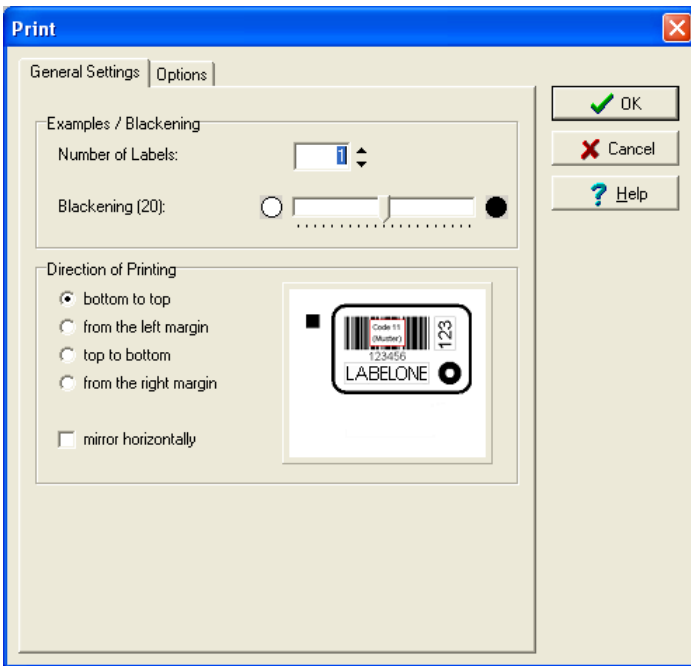 Print
General Settings
Options
OK
Cancel
Help
Examples / Blackening
Number of Labels:
1
Blackening (20):
Direction of Printing
bottom to top
from the left margin
top to bottom
from the right margin
mirror horizontally
Code 11
(Muster)
123456
123
LABELONE